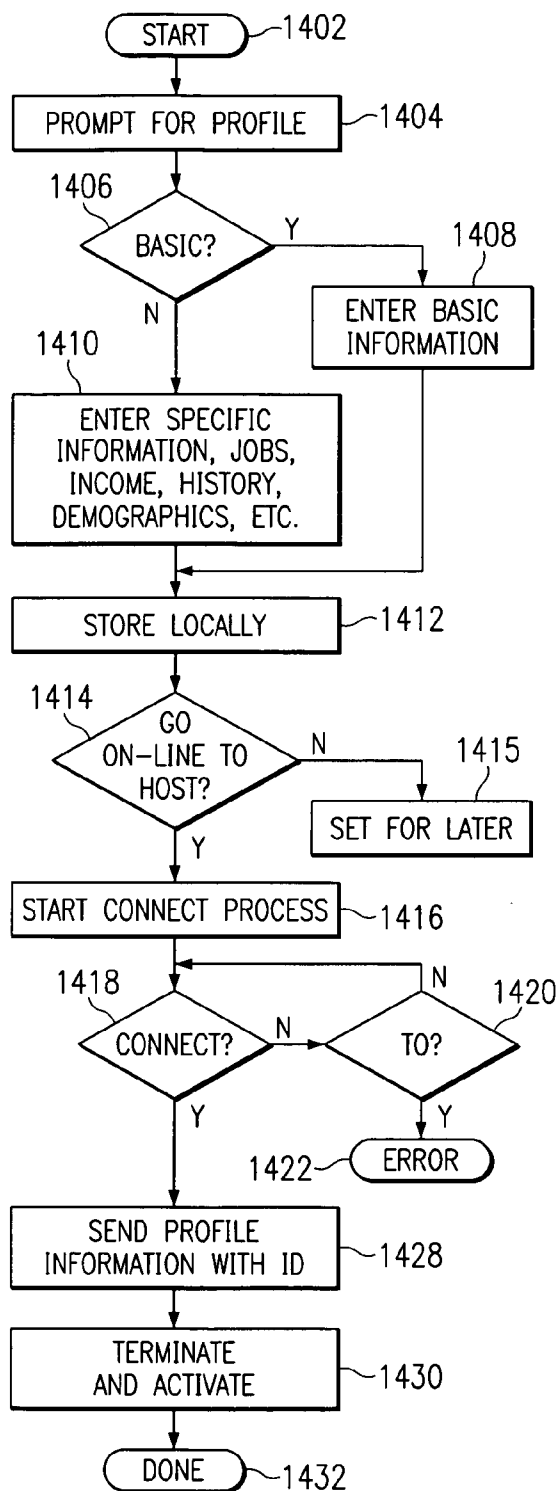 START
1402
PROMPT FOR PROFILE
1404
1406
BASIC?
Y
N
1408
ENTER BASIC
INFORMATION
1410
ENTER SPECIFIC
INFORMATION, JOBS,
INCOME, HISTORY,
DEMOGRAPHICS, ETC.
STORE LOCALLY
1412
1414
GO
ON-LINE TO
HOST?
N
Y
1415
SET FOR LATER
START CONNECT PROCESS
1416
1418
CONNECT?
N
Y
N
1420
TO?
Y
1422
ERROR
SEND PROFILE
INFORMATION WITH ID
1428
TERMINATE
AND ACTIVATE
1430
DONE
1432